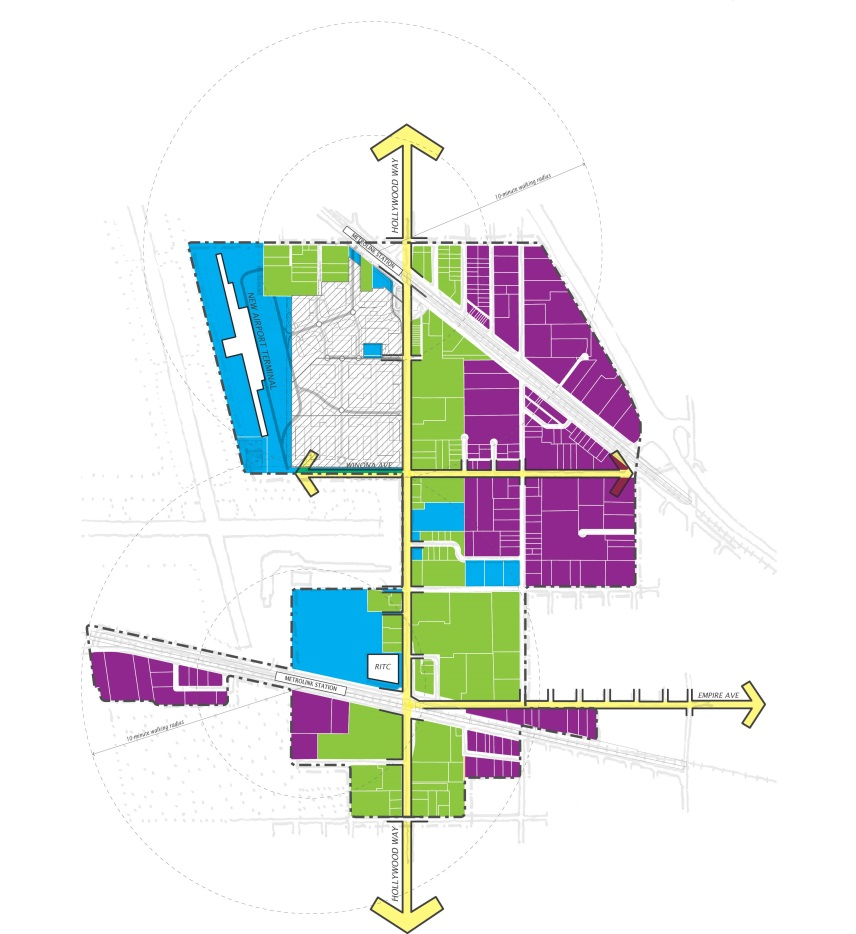 HOLLYWOOD WAY
10-minute walking radius
METROLINK STATION
NEW AIRPORT TERMINAL
WINONA AVE
RITC
METROLINK STATION
EMPIRE AVE
10-minute walking radius
HOLLYWOOD WAY